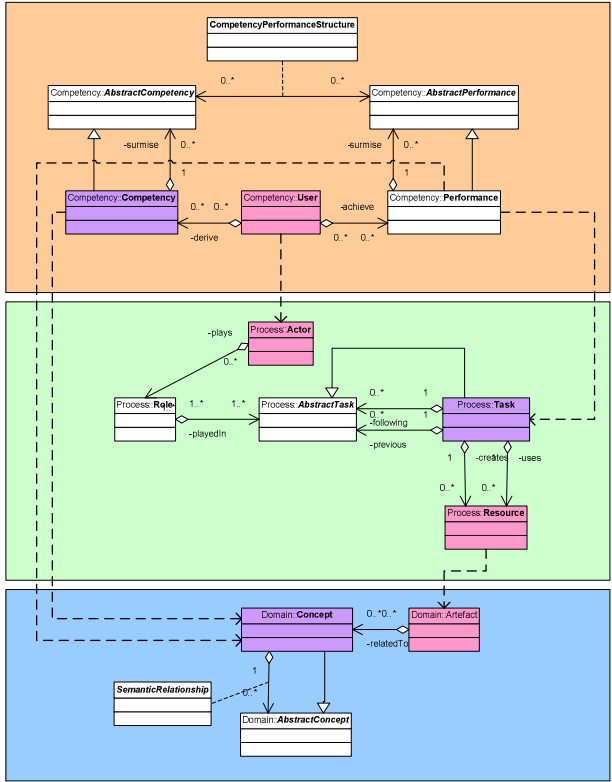 CompetencyPerformanceStructure
0..*
0..*
Competency::AbstractCompetency
Competency::AbstractPerformance
-surmise
0..*
-surmise
0..*
1
1
Competency::Competency
Competency::User
Competency::Performance
0..*
0..*
-achieve
-derive
0..*
0..*
Process::Actor
-plays
0..*
Process::Role
1..*
1..*
Process::AbstractTask
0..*
1
Process::Task
-playedIn
0..*
1
-following
-previous
1
-creates
1
-uses
0..*
0..*
Process::Resource
Domain::Concept
0..*
0..*
Domain::Artefact
-relatedTo
1
SemanticRelationship
0..*
Domain::AbstractConcept